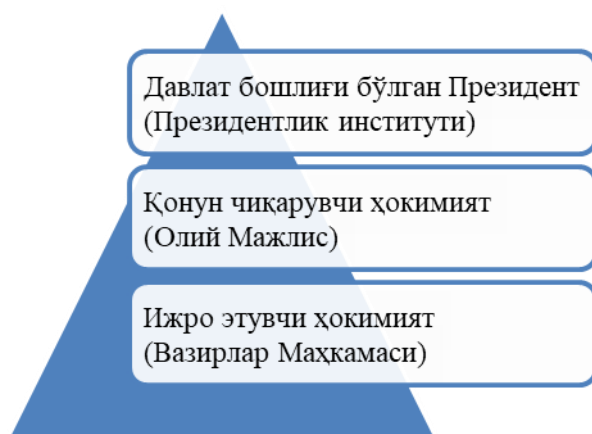 Давлат бошлиғи бўлган Президент
(Президентлик институти)
Қонун чиқарувчи ҳокимият
(Олий Мажлис)
Ижро этувчи ҳокимият
(Вазирлар Маҳкамаси)